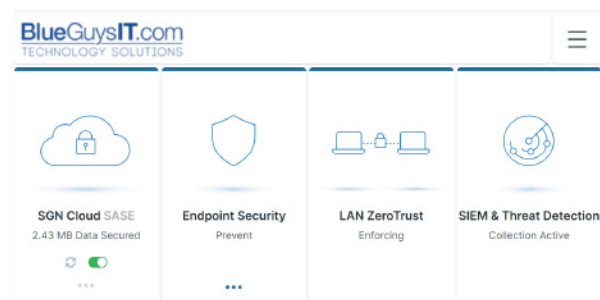 BlueGuysIT.com
TECHNOLOGY SOLUTIONS
SGN Cloud SASE
2.43 MB Data Secured
Endpoint Security
Prevent
LAN ZeroTrust
Enforcing
SIEM & Threat Detection
Collection Active